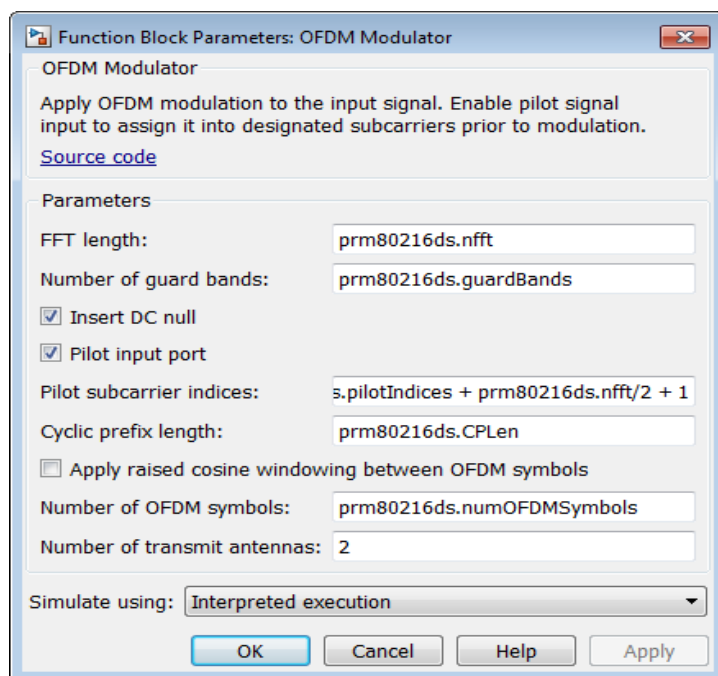 Function Block Parameters: OFDM Modulator
OFDM Modulator
Apply OFDM modulation to the input signal. Enable pilot signal
input to assign it into designated subcarriers prior to modulation.
Source code
Parameters
FFT length: prm80216ds.nfft
Number of guard bands: prm80216ds.guardBands
Insert DC null
Pilot input port
Pilot subcarrier indices: s.pilotIndices + prm80216ds.nfft/2 + 1
Cyclic prefix length: prm80216ds.CPLen
Apply raised cosine windowing between OFDM symbols
Number of OFDM symbols: prm80216ds.numOFDMSymbols
Number of transmit antennas: 2
Simulate using: Interpreted execution
OK Cancel Help Apply